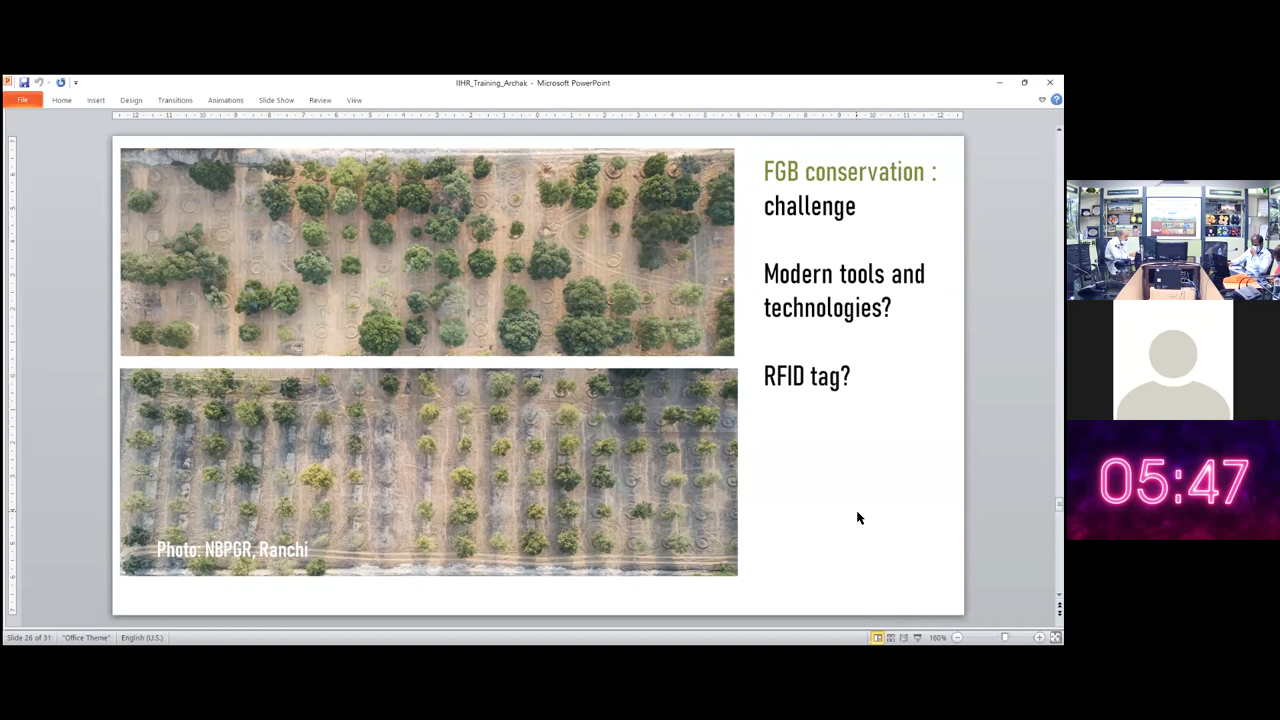 IIHR_Training_Archak - Microsoft PowerPoint
File Home Insert Design Transitions Animations Slide Show Review View
FGB conservation :
challenge
Modern tools and
technologies?
RFID tag?
Photo: NBPGR, Ranchi
05:47
Slide 26 of 31 "Office Theme" English (U.S.) 160%